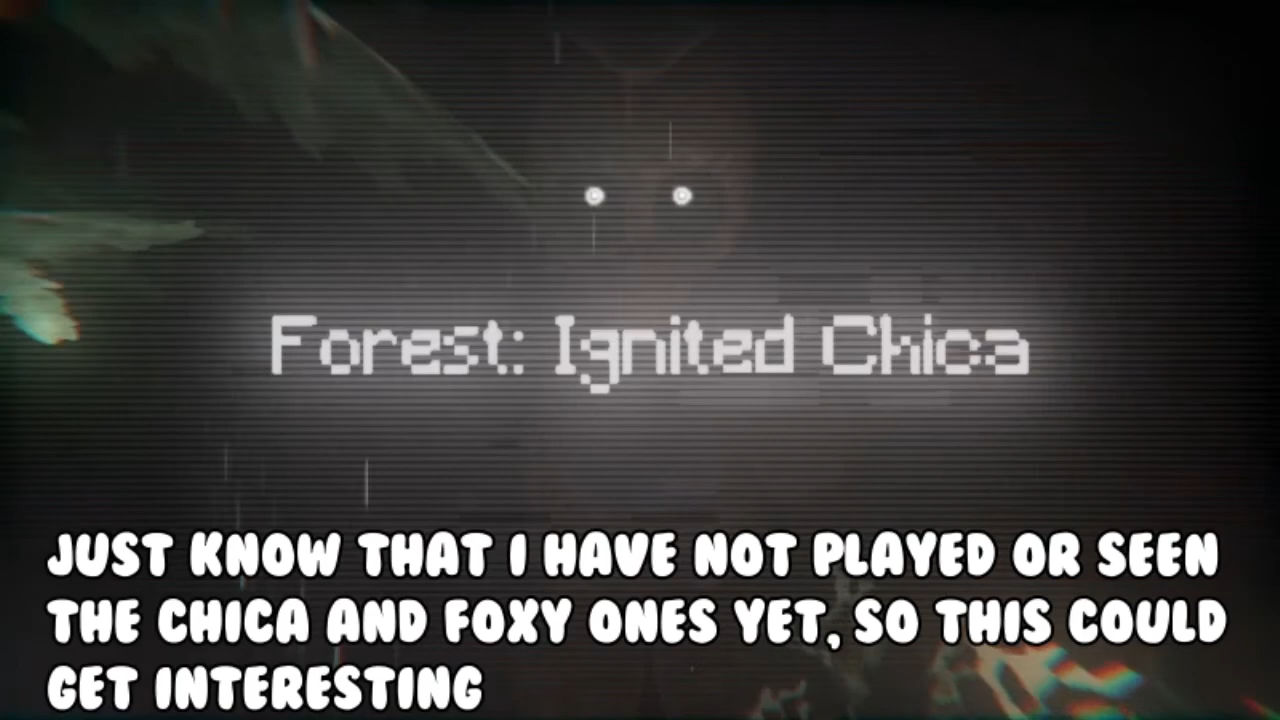 Forest: Ignited Chica
JUST KNOW THAT I HAVE NOT PLAYED OR SEEN
THE CHICA AND FOXY ONES YET, SO THIS COULD
GET INTERESTING